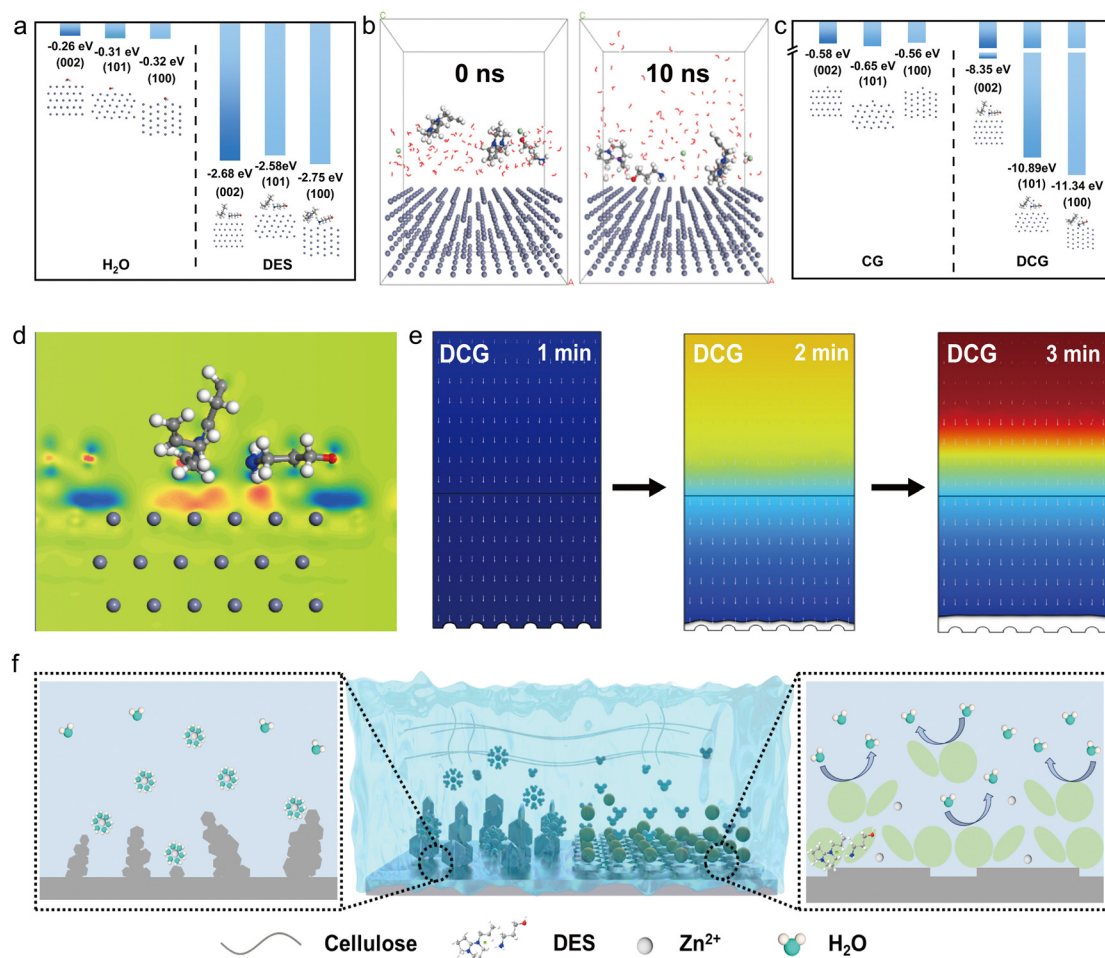 a
-0.26 eV
(002)
-0.31 eV
(101)
-0.32 eV
(100)
-2.68 eV
(002)
-2.58eV
(101)
-2.75 eV
(100)
H₂O
DES
b
C
0 ns
A
C
10 ns
A
c
-0.58 eV
(002)
-0.65 eV
(101)
-0.56 eV
(100)
-8.35 eV
(002)
-10.89 eV
(101)
-11.34 eV
(100)
CG
DCG
d
e
DCG 1 min
DCG 2 min
DCG 3 min
f
Cellulose
DES
Zn²⁺
H₂O